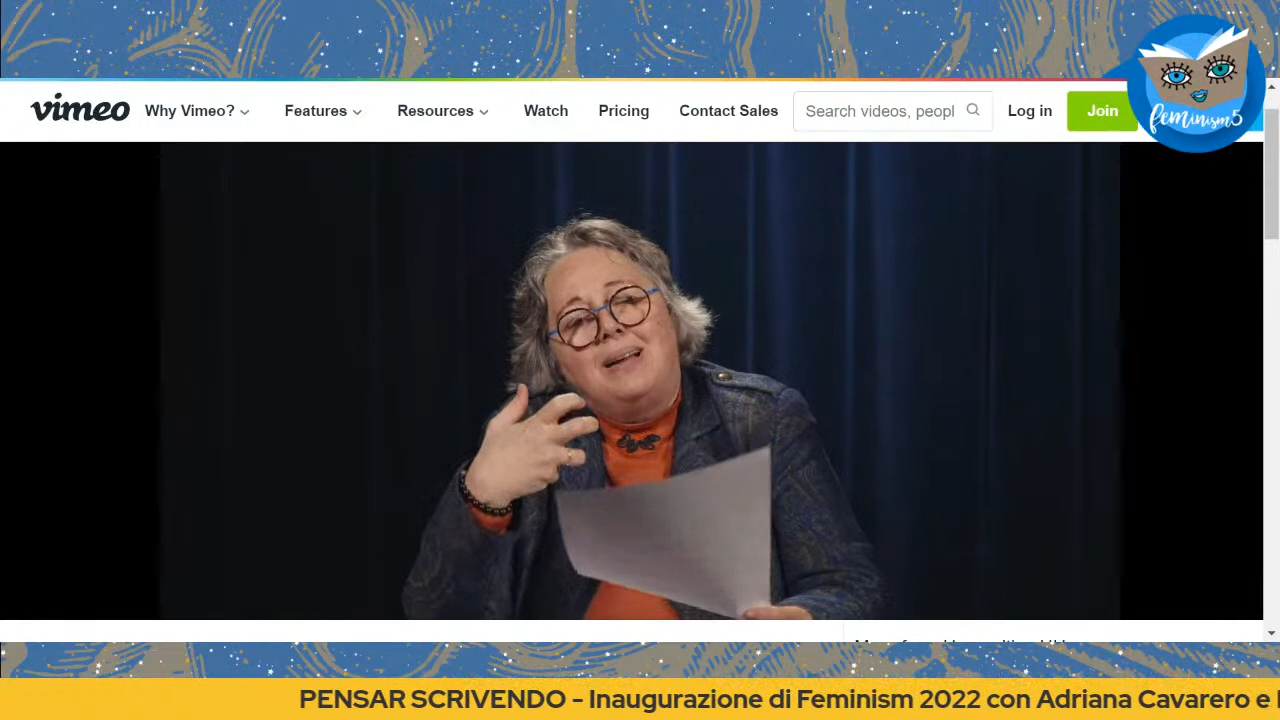 vimeo Why Vimeo? Features Resources Watch Pricing Contact Sales Search videos, peopl Log in Join
feminism5
PENSAR SCRIVENDO - Inaugurazione di Feminism 2022 con Adriana Cavarero e